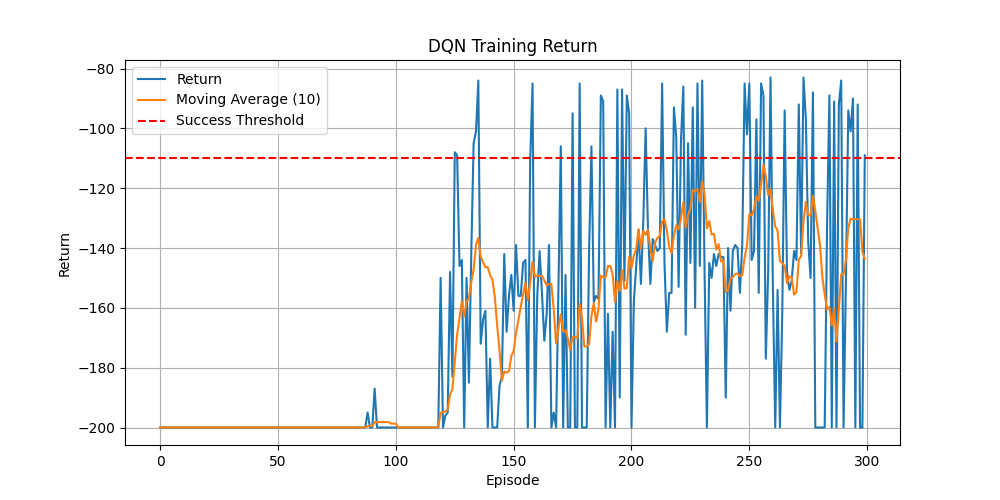 DQN Training Return
Return
Moving Average (10)
Success Threshold
Return
−80
−100
−120
−140
−160
−180
−200
0 50 100 150 200 250 300
Episode